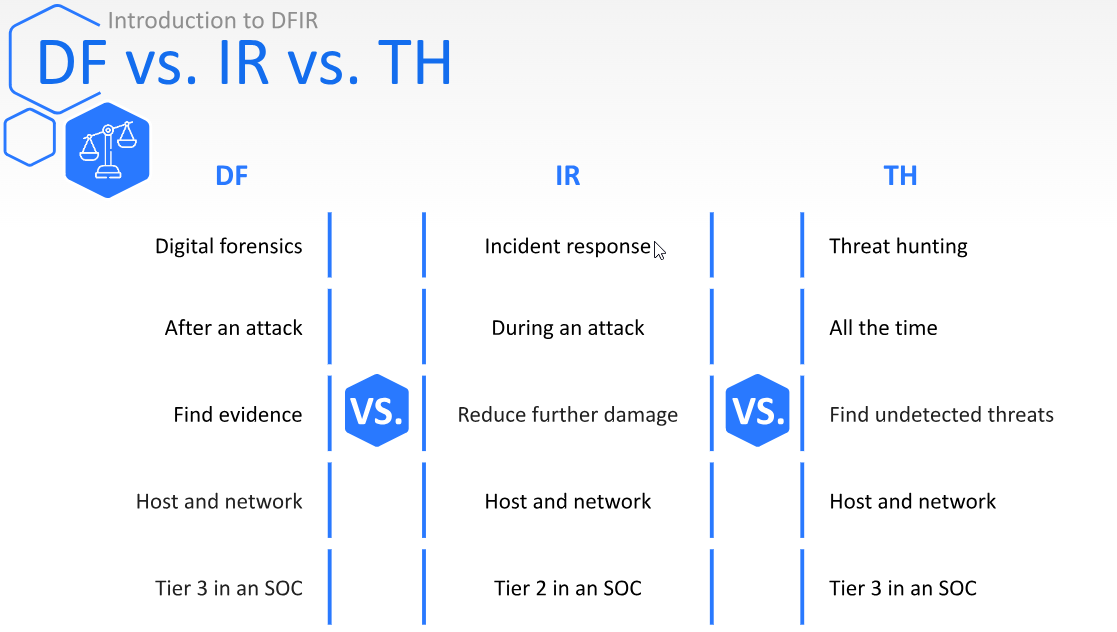 Introduction to DFIR
DF vs. IR vs. TH
DF IR TH
Digital forensics Incident response Threat hunting
After an attack During an attack All the time
Find evidence VS. Reduce further damage VS. Find undetected threats
Host and network Host and network Host and network
Tier 3 in an SOC Tier 2 in an SOC Tier 3 in an SOC